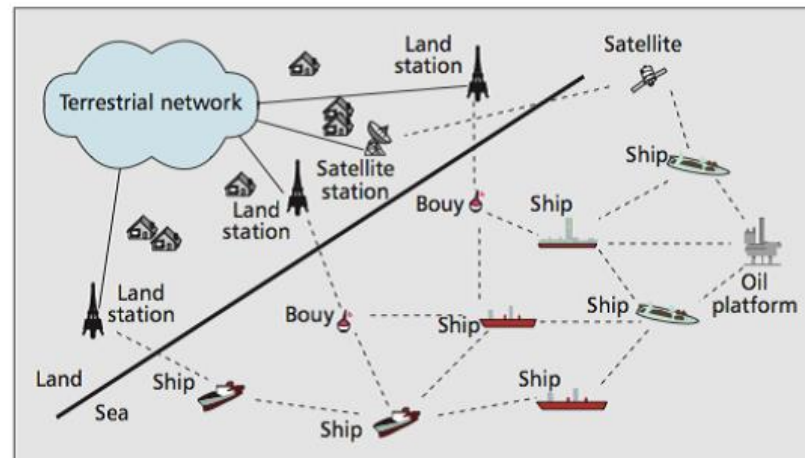 Land
station
Satellite
Terrestrial network
Ship
Satellite
station
Land
station
Bouy
Ship
Oil
platform
Land
station
Bouy
Ship
Ship
Land
Sea
Ship
Ship
Ship